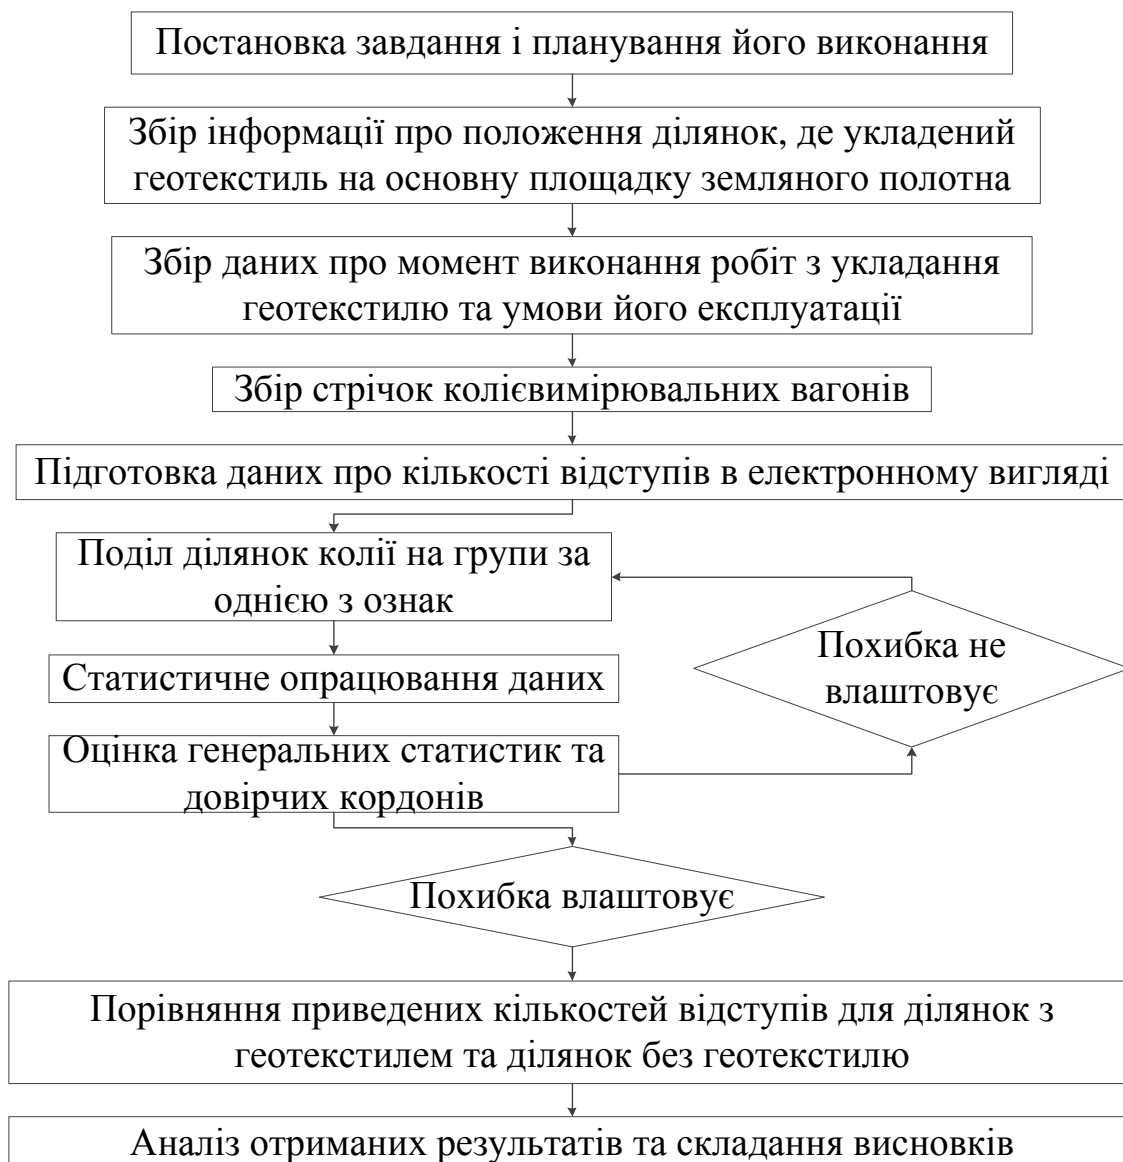 Постановка завдання і планування його виконання
Збір інформації про положення ділянок, де укладений
геотекстиль на основну площадку земляного полотна
Збір даних про момент виконання робіт з укладання
геотекстилю та умови його експлуатації
Збір стрічок колієвимірювальних вагонів
Підготовка даних про кількості відступів в електронному вигляді
Поділ ділянок колії на групи за
однією з ознак
Похибка не
влаштовує
Статистичне опрацювання даних
Оцінка генеральних статистик та
довірчих кордонів
Похибка влаштовує
Порівняння приведених кількостей відступів для ділянок з
геотекстилем та ділянок без геотекстилю
Аналіз отриманих результатів та складання висновків